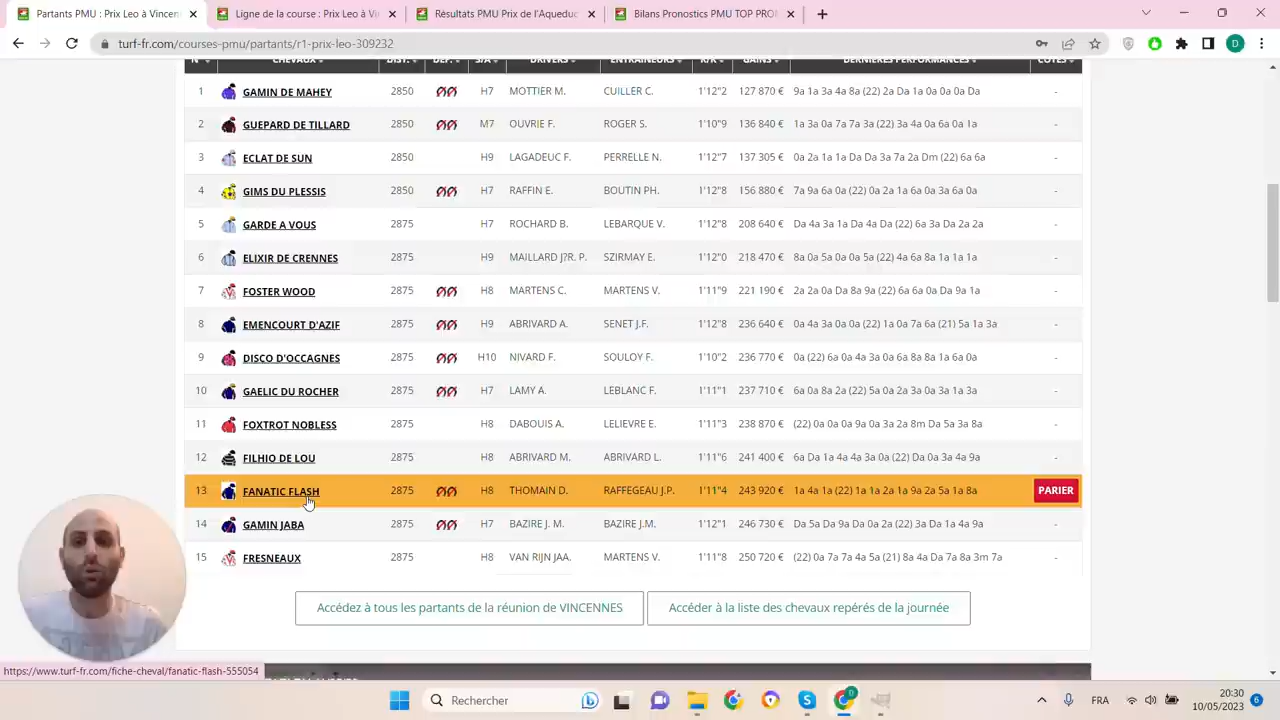 Partants PMU : Prix Leo à Vincen
Ligne de la course : Prix Leo à Vi
Résultats PMU Prix de l'Aqueduc
Bilans Pronostics PMU TOP PRO
turf-fr.com/courses-pmu/partants/r1-prix-leo-309232
N° CHEVAUX DIST. DEF. S/A DRIVERS ENTRAINEURS R/K GAINS DERNIÈRES PERFORMANCES COTES
1 GAMIN DE MAHEY 2850 H7 MOTTIER M. CUILLER C. 1'12"2 127 870 € 9a 1a 3a 4a 8a (22) 2a Da 1a 0a 0a Da -
2 GUEPARD DE TILLARD 2850 M7 OUVRIE F. ROGER S. 1'10"9 136 840 € 1a 3a 0a 7a 7a 3a (22) 3a 4a 0a 6a 0a 1a -
3 ECLAT DE SUN 2850 H9 LAGADEUC F. PERRELLE N. 1'12"7 137 305 € 0a 2a 1a 1a Da Da 3a 7a 2a Dm (22) 6a 6a -
4 GIMS DU PLESSIS 2850 H7 RAFFIN E. BOUTIN PH. 1'12"8 156 880 € 7a 9a 6a 0a (22) 0a 2a 1a 6a 0a 3a 6a 0a -
5 GARDE A VOUS 2875 H7 ROCHARD B. LEBARQUE V. 1'12"8 208 640 € Da 4a 3a 1a Da 4a Da (22) 6a 3a Da 2a 2a -
6 ELIXIR DE CRENNES 2875 H9 MAILLARD J?R. P. SZIRMAY E. 1'12"0 218 470 € 8a 0a 5a 0a 0a 5a (22) 4a 6a 8a 1a 1a 1a -
7 FOSTER WOOD 2875 H8 MARTENS C. MARTENS V. 1'11"9 221 190 € 2a 2a 0a Da 8a 9a (22) 6a 6a 0a Da 9a 1a -
8 EMENCOURT D'AZIF 2875 H9 ABRIVARD A. SENET J.F. 1'12"8 236 640 € 0a 4a 3a 0a 0a (22) 1a 0a 7a 6a (21) 5a 1a 3a -
9 DISCO D'OCCAGNES 2875 H10 NIVARD F. SOULOY F. 1'10"2 236 770 € 0a (22) 6a 0a 4a 3a 0a 6a 8a 8a 1a 6a 0a -
10 GAELIC DU ROCHER 2875 H7 LAMY A. LEBLANC F. 1'11"1 237 710 € 6a 0a 8a 2a (22) 5a 0a 2a 3a 0a 3a 1a 3a -
11 FOXTROT NOBLESS 2875 H8 DABOUIS A. LELIEVRE E. 1'11"3 238 870 € (22) 0a 0a 0a 9a 0a 3a 2a 8m Da 5a 3a 8a -
12 FILHIO DE LOU 2875 H8 ABRIVARD M. ABRIVARD L. 1'11"6 241 400 € 6a Da 1a 4a 4a 3a 0a (22) Da 0a 3a 4a 9a -
13 FANATIC FLASH 2875 H8 THOMAIN D. RAFFEGEAU J.P. 1'11"4 243 920 € 1a 4a 1a (22) 1a 1a 2a 1a 9a 2a 5a 1a 8a PARIER
14 GAMIN JABA 2875 H7 BAZIRE J. M. BAZIRE J.M. 1'12"1 246 730 € Da 5a Da 9a Da 0a 2a (22) 3a Da 1a 4a 9a -
15 FRESNEAUX 2875 H8 VAN RIJN JAA. MARTENS V. 1'11"8 250 720 € (22) 0a 7a 7a 4a 5a (21) 8a 4a Da 7a 8a 3m 7a -
Accédez à tous les partants de la réunion de VINCENNES
Accéder à la liste des chevaux repérés de la journée
https://www.turf-fr.com/fiche-cheval/fanatic-flash-555054
Rechercher
FRA
20:30
10/05/2023
6